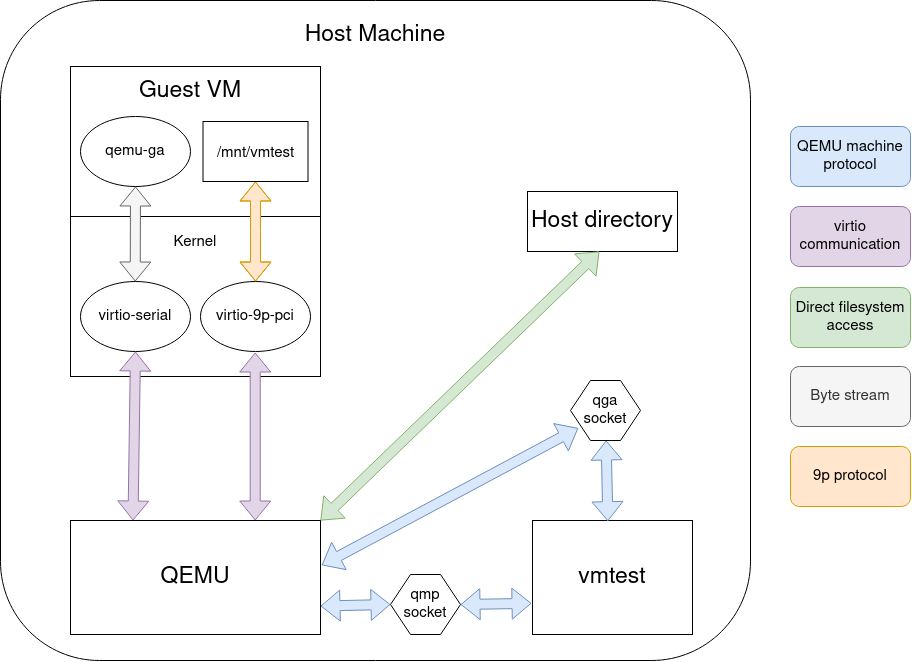 Host Machine
Guest VM
qemu-ga
/mnt/vmtest
Kernel
virtio-serial
virtio-9p-pci
Host directory
qga
socket
QEMU
qmp
socket
vmtest
QEMU machine
protocol
virtio
communication
Direct filesystem
access
Byte stream
9p protocol